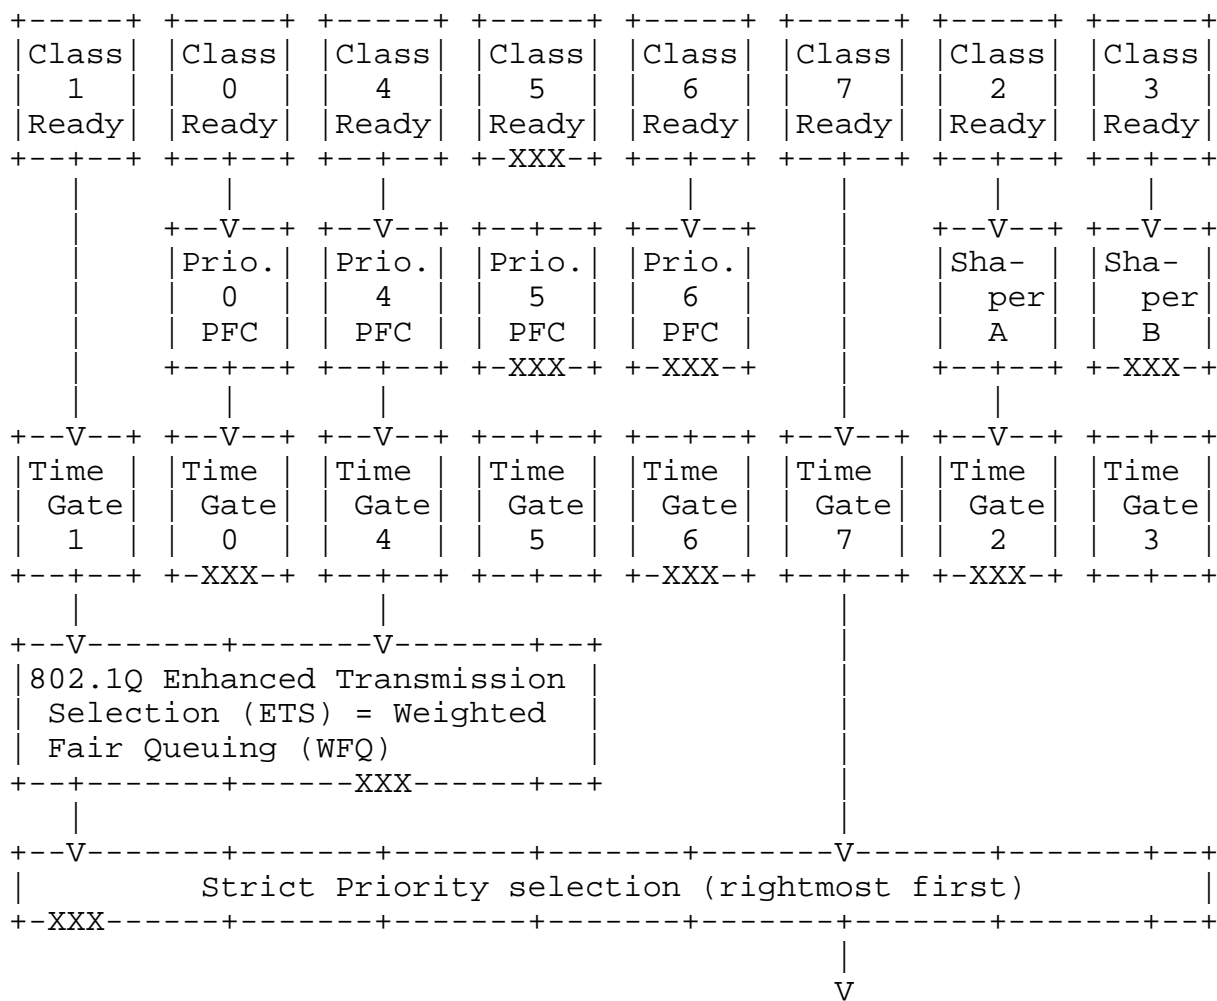 +-----+ +-----+ +-----+ +-----+ +-----+ +-----+ +-----+ +-----+
|Class| |Class| |Class| |Class| |Class| |Class| |Class| |Class|
|  1  | |  0  | |  4  | |  5  | |  6  | |  7  | |  2  | |  3  |
|Ready| |Ready| |Ready| |Ready| |Ready| |Ready| |Ready| |Ready|
+--+--+ +--+--+ +--+--+ +-XXX-+ +--+--+ +--+--+ +--+--+ +--+--+
   |       |       |               |       |       |       |
   |    +--V--+ +--V--+ +--+--+ +--V--+    |    +--V--+ +--V--+
   |    |Prio.| |Prio.| |Prio.| |Prio.|    |    |Sha- | |Sha- |
   |    |  0  | |  4  | |  5  | |  6  |    |    |  per| |  per|
   |    | PFC | | PFC | | PFC | | PFC |    |    | A   | | B   |
   |    +--+--+ +--+--+ +-XXX-+ +-XXX-+    |    +--+--+ +-XXX-+
   |       |       |                       |       |
+--V--+ +--V--+ +--V--+ +--+--+ +--+--+ +--V--+ +--V--+ +--+--+
|Time | |Time | |Time | |Time | |Time | |Time | |Time | |Time |
| Gate| | Gate| | Gate| | Gate| | Gate| | Gate| | Gate| | Gate|
|  1  | |  0  | |  4  | |  5  | |  6  | |  7  | |  2  | |  3  |
+--+--+ +-XXX-+ +--+--+ +--+--+ +-XXX-+ +--+--+ +-XXX-+ +--+--+
   |               |                       |
+--V-------+-------V-------+--+            |
|802.1Q Enhanced Transmission |            |
| Selection (ETS) = Weighted  |            |
| Fair Queuing (WFQ)          |            |
+--+-------+------XXX------+--+            |
   |                                       |
+--V-------+-------+-------+-------+-------V-------+-------+--+
|         Strict Priority selection (rightmost first)         |
+-XXX------+-------+-------+-------+-------+-------+-------+--+
                                           |
                                           V